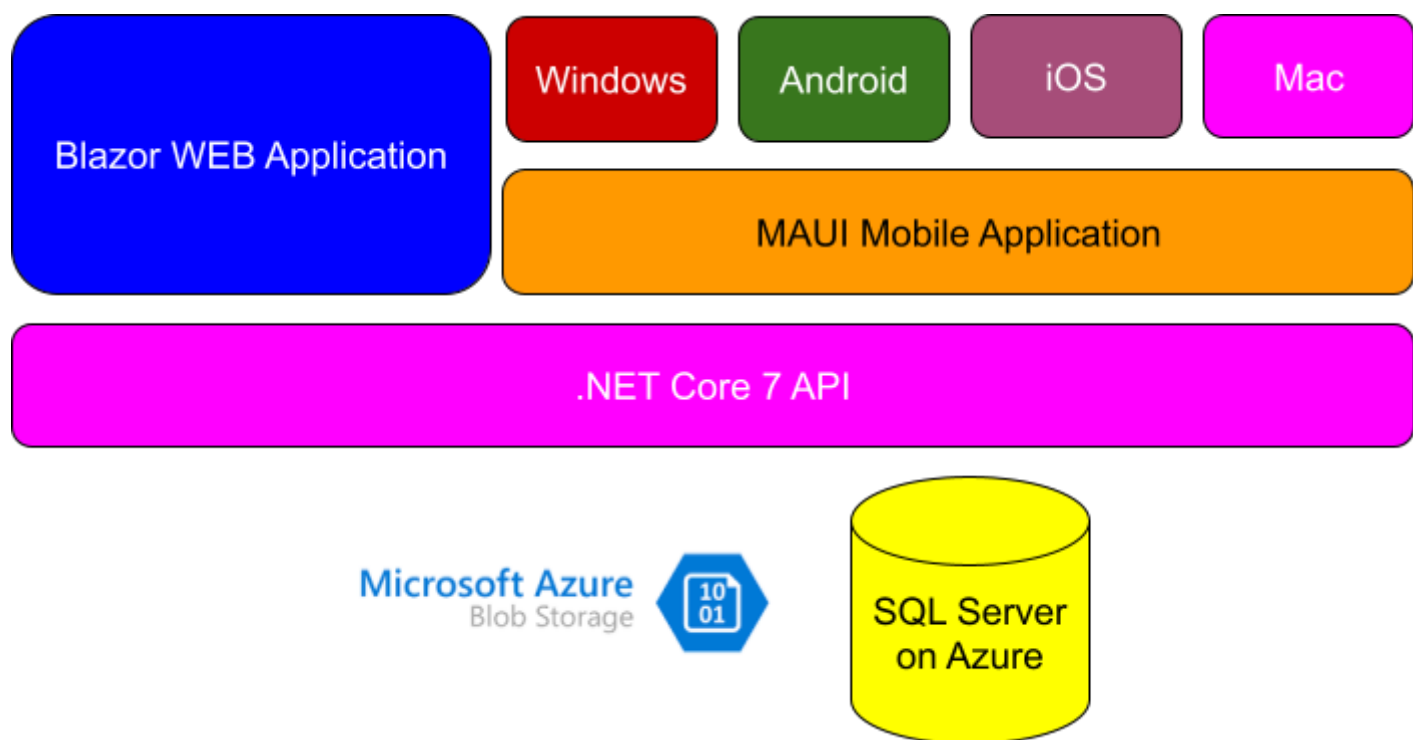 Blazor WEB Application
Windows
Android
iOS
Mac
MAUI Mobile Application
.NET Core 7 API
Microsoft Azure
Blob Storage
10
01
SQL Server
on Azure